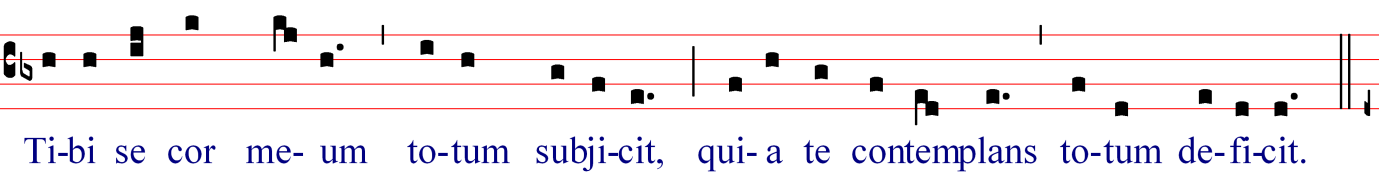 Ti-bi se cor me- um to-tum subji-cit, qui- a te contemplans to-tum de-fi-cit.